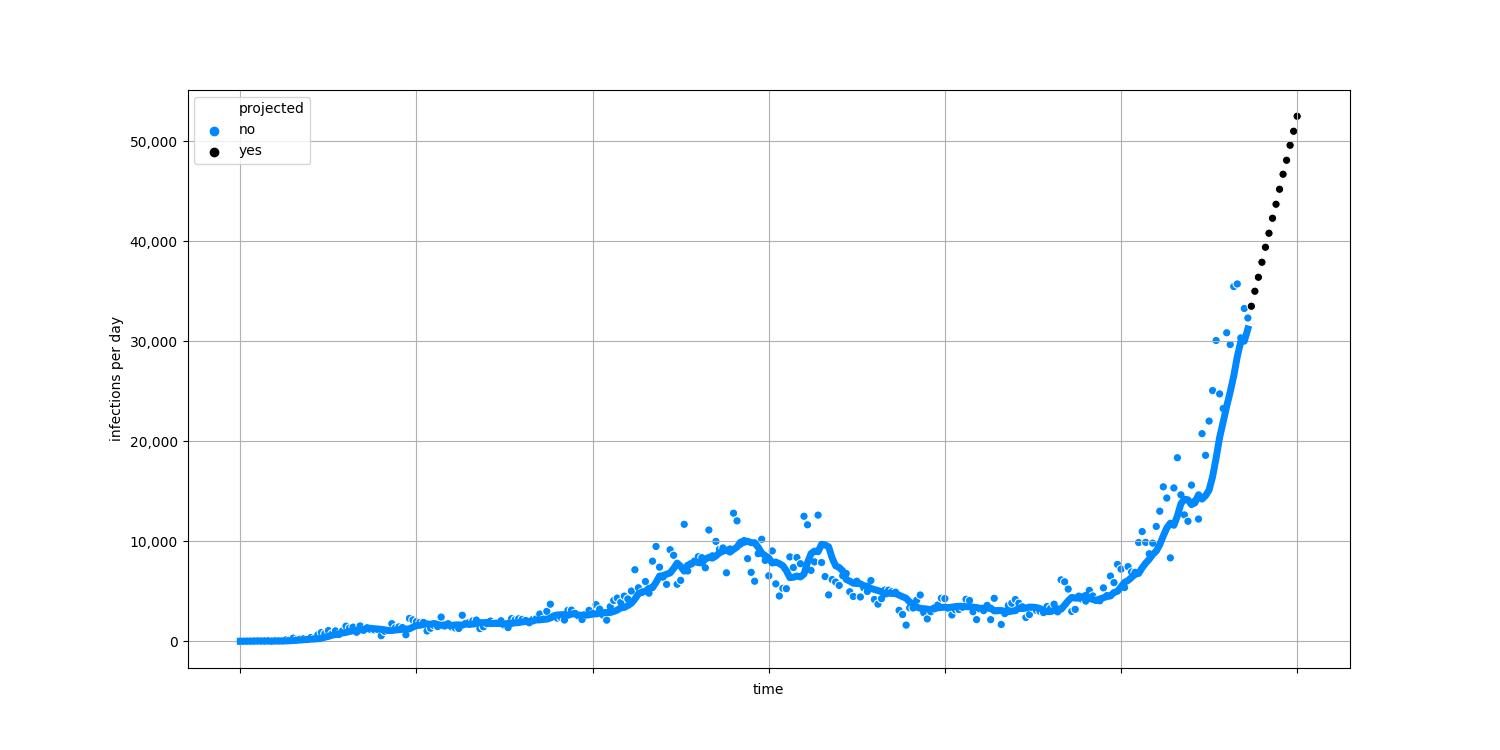 projected
no
yes
50,000
40,000
30,000
20,000
10,000
0
infections per day
time